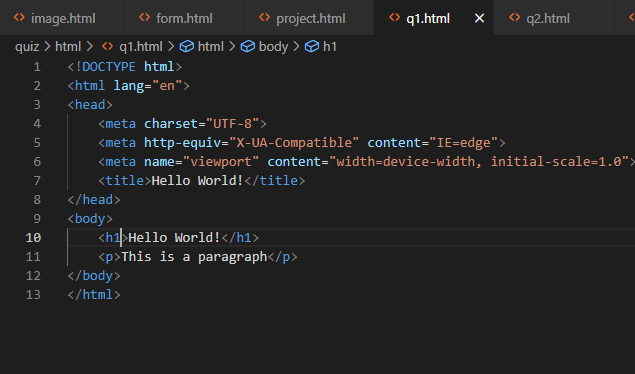 image.html form.html project.html q1.html q2.html
quiz > html > q1.html > html > body > h1
1 <!DOCTYPE html>
2 <html lang="en">
3 <head>
4     <meta charset="UTF-8">
5     <meta http-equiv="X-UA-Compatible" content="IE=edge">
6     <meta name="viewport" content="width=device-width, initial-scale=1.0">
7     <title>Hello World!</title>
8 </head>
9 <body>
10     <h1>Hello World!</h1>
11     <p>This is a paragraph</p>
12 </body>
13 </html>